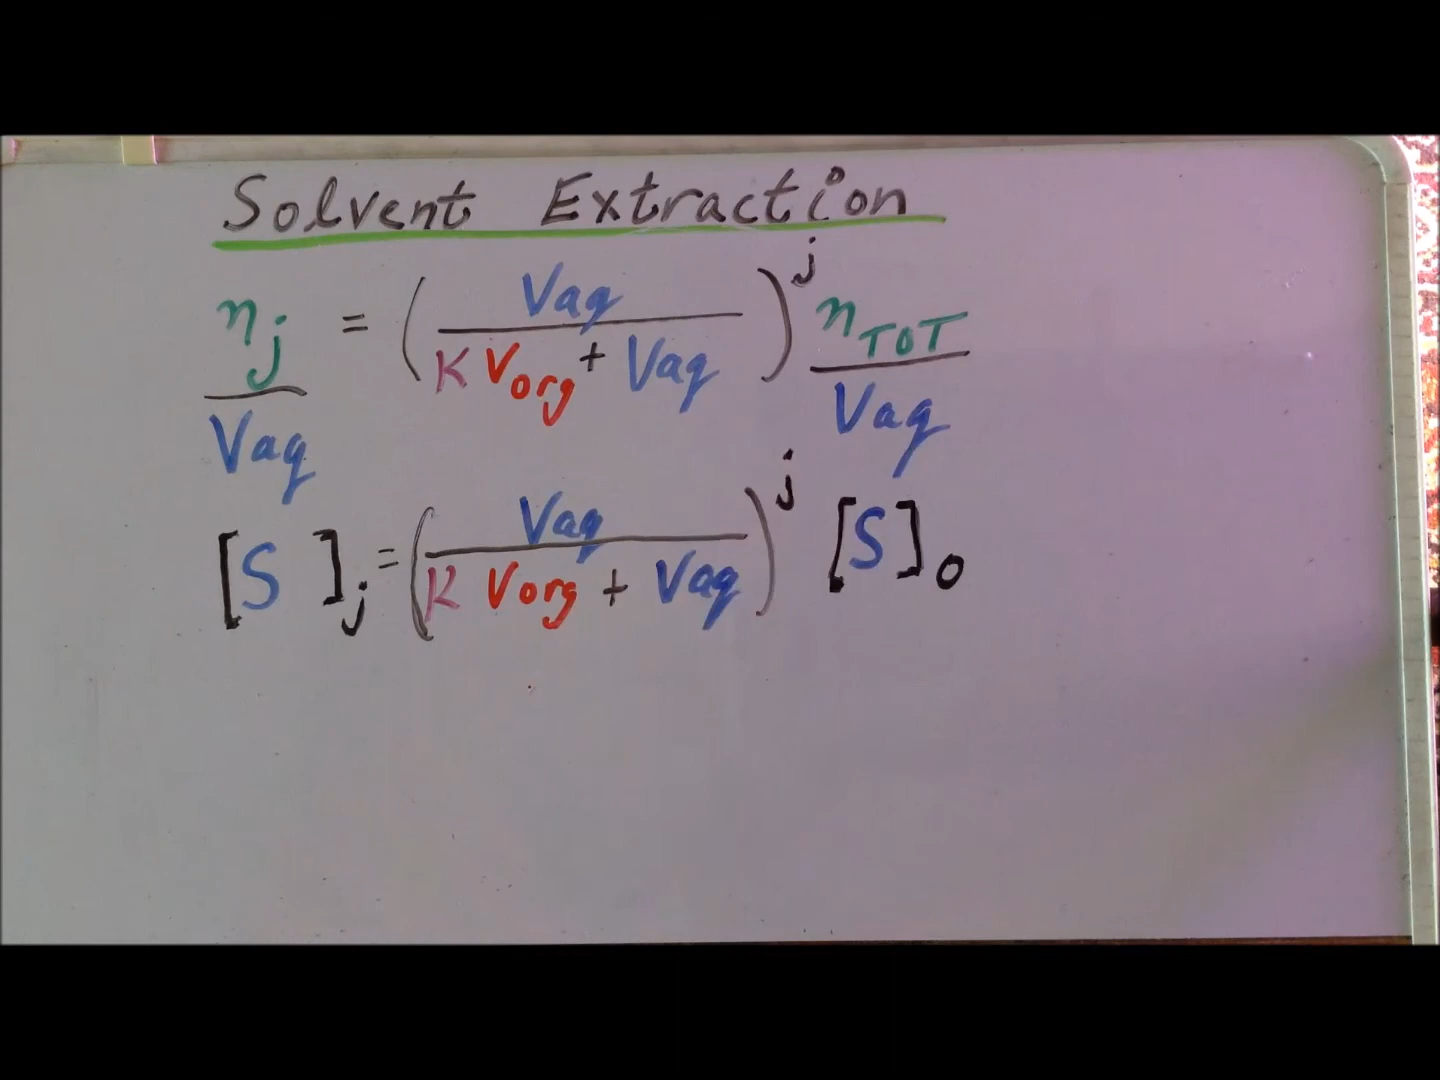 Solvent Extraction
nj/Vaq = (Vaq/(K Vorg + Vaq))^j nTOT/Vaq
[S]j = (Vaq/(K Vorg + Vaq))^j [S]0